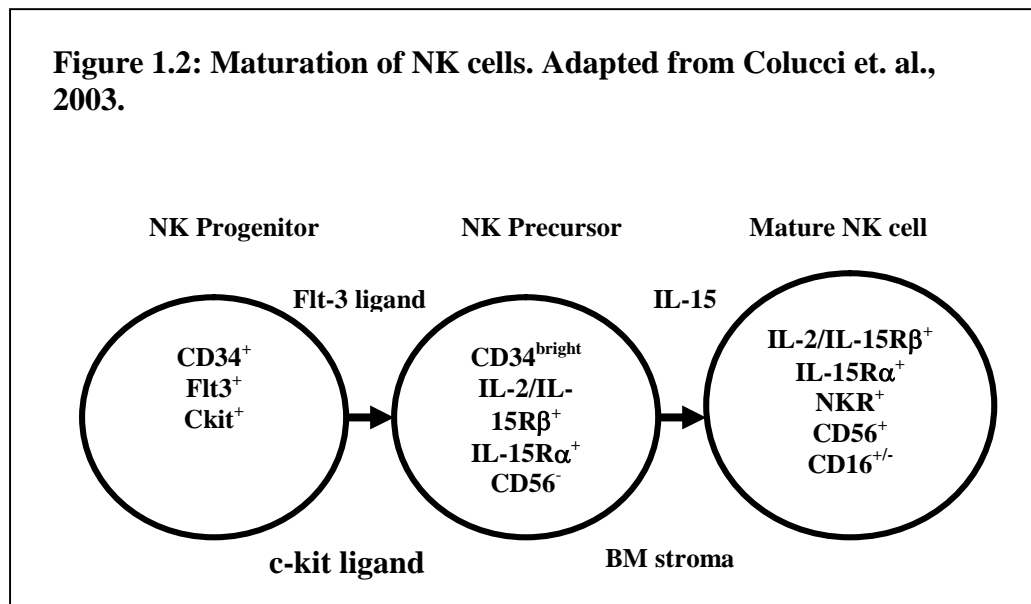 Figure 1.2: Maturation of NK cells. Adapted from Colucci et. al.,
2003.
NK Progenitor
NK Precursor
Mature NK cell
Flt-3 ligand
IL-15
CD34⁺
Flt3⁺
Ckit⁺
CD34ᵇʳⁱᵍʰᵗ
IL-2/IL-
15Rβ⁺
IL-15Rα⁺
CD56⁻
IL-2/IL-15Rβ⁺
IL-15Rα⁺
NKR⁺
CD56⁺
CD16⁺/⁻
c-kit ligand
BM stroma